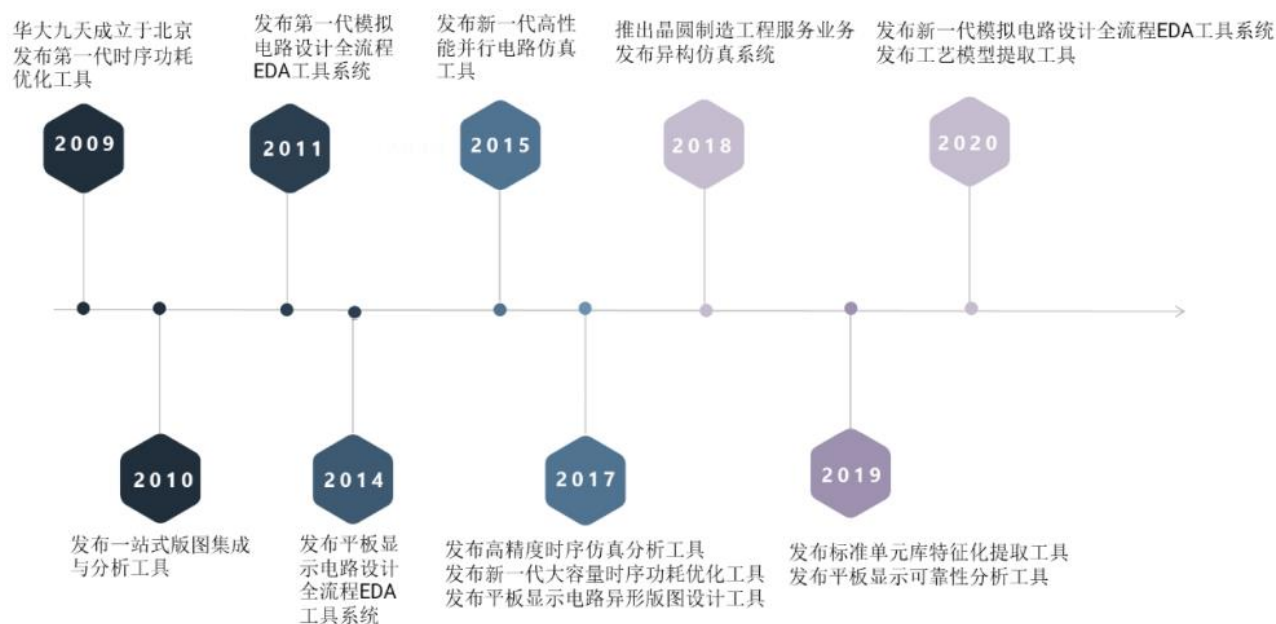 华大九天成立于北京
发布第一代时序功耗
优化工具
2009
发布一站式版图集成
与分析工具
2010
发布第一代模拟
电路设计全流程
EDA工具系统
2011
发布平板显
示电路设计
全流程EDA
工具系统
2014
发布新一代高性
能并行电路仿真
工具
2015
发布高精度时序仿真分析工具
发布新一代大容量时序功耗优化工具
发布平板显示电路异形版图设计工具
2017
推出晶圆制造工程服务业务
发布异构仿真系统
2018
发布标准单元库特征化提取工具
发布平板显示可靠性分析工具
2019
发布新一代模拟电路设计全流程EDA工具系统
发布工艺模型提取工具
2020